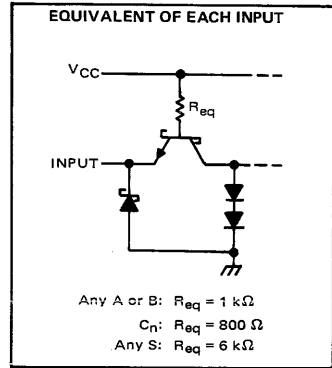 EQUIVALENT OF EACH INPUT
VCC
Req
INPUT
Any A or B: Req = 1 kΩ
Cn: Req = 800 Ω
Any S: Req = 6 kΩ